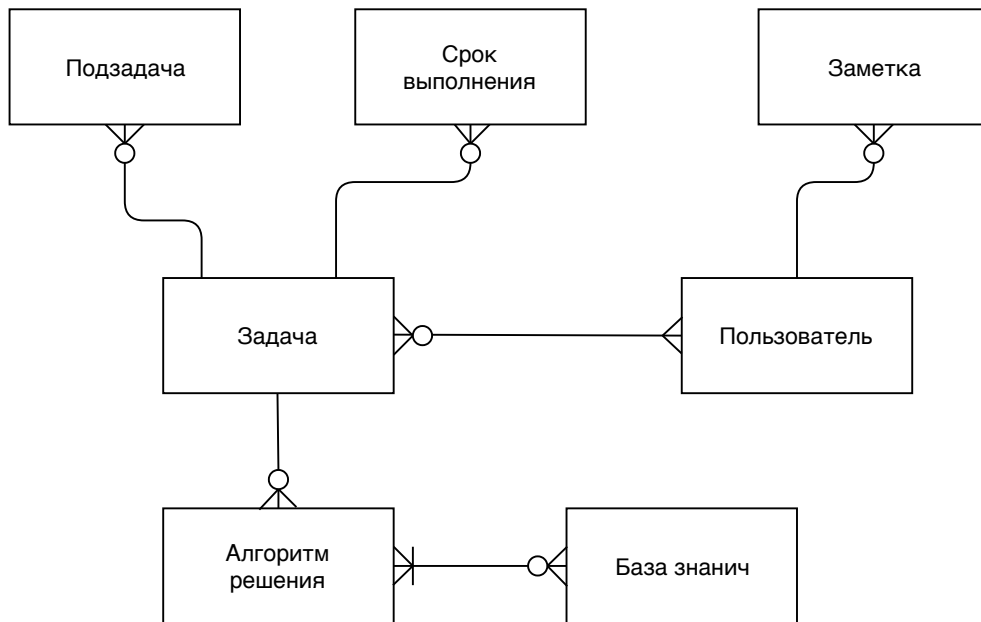 Подзадача
Срок
выполнения
Заметка
Задача
Пользователь
Алгоритм
решения
База знанич